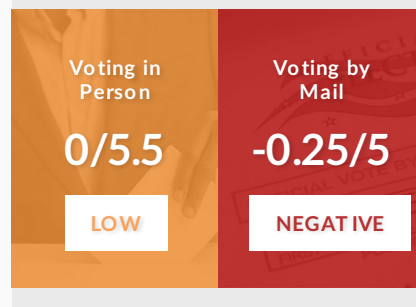 Voting in
Person
0/5.5
LOW
Voting by
Mail
-0.25/5
NEGATIVE